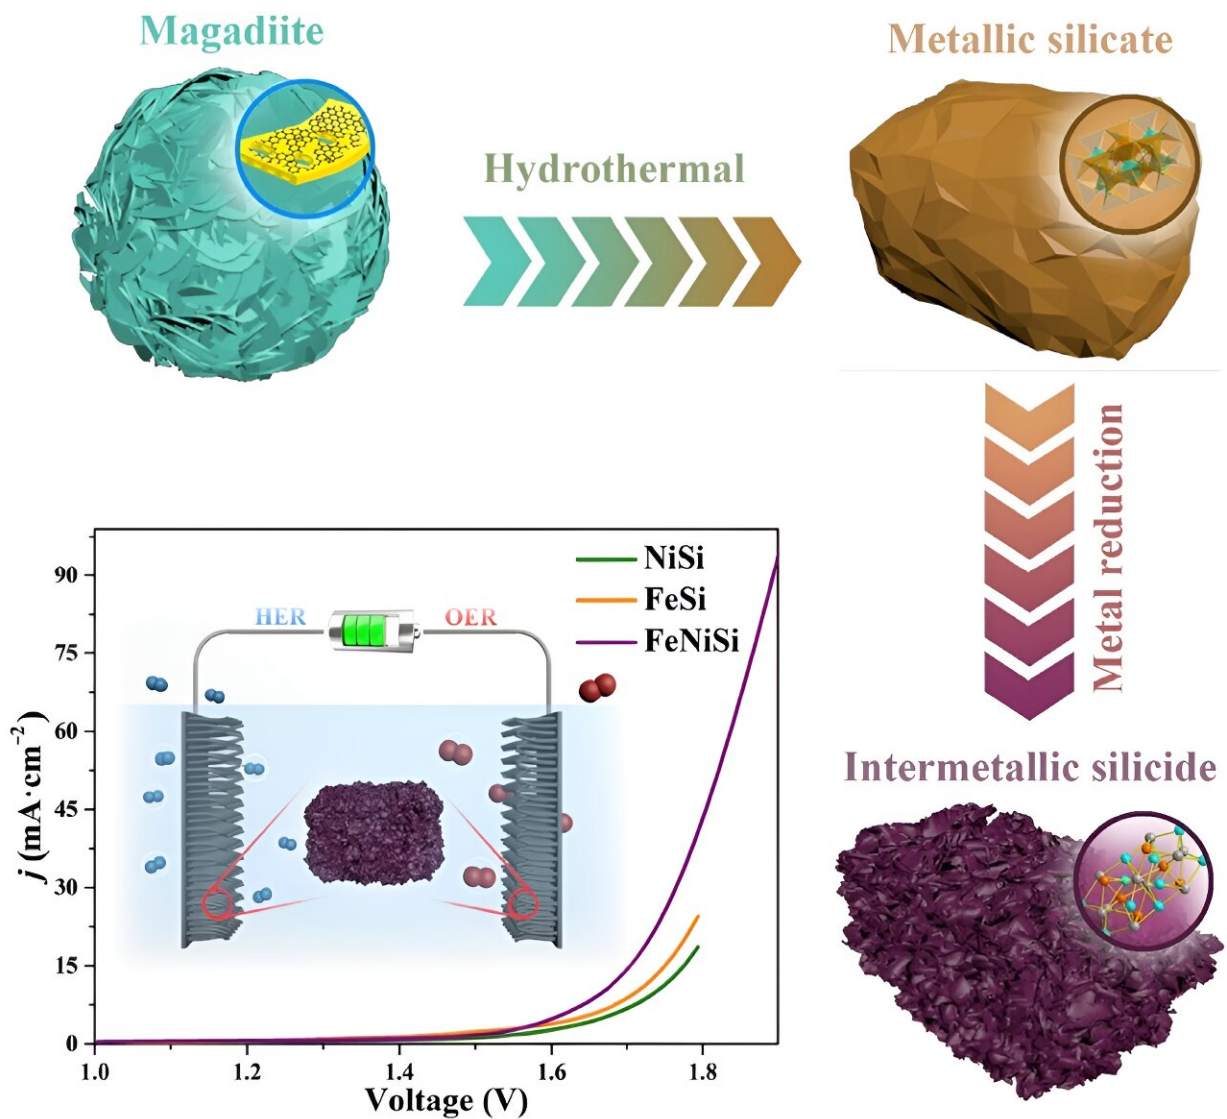 Magadiite
Metallic silicate
Hydrothermal
Metal reduction
Intermetallic silicide
NiSi
FeSi
FeNiSi
HER
OER
90
75
60
45
30
15
0
j (mA·cm⁻²)
1.0 1.2 1.4 1.6 1.8
Voltage (V)